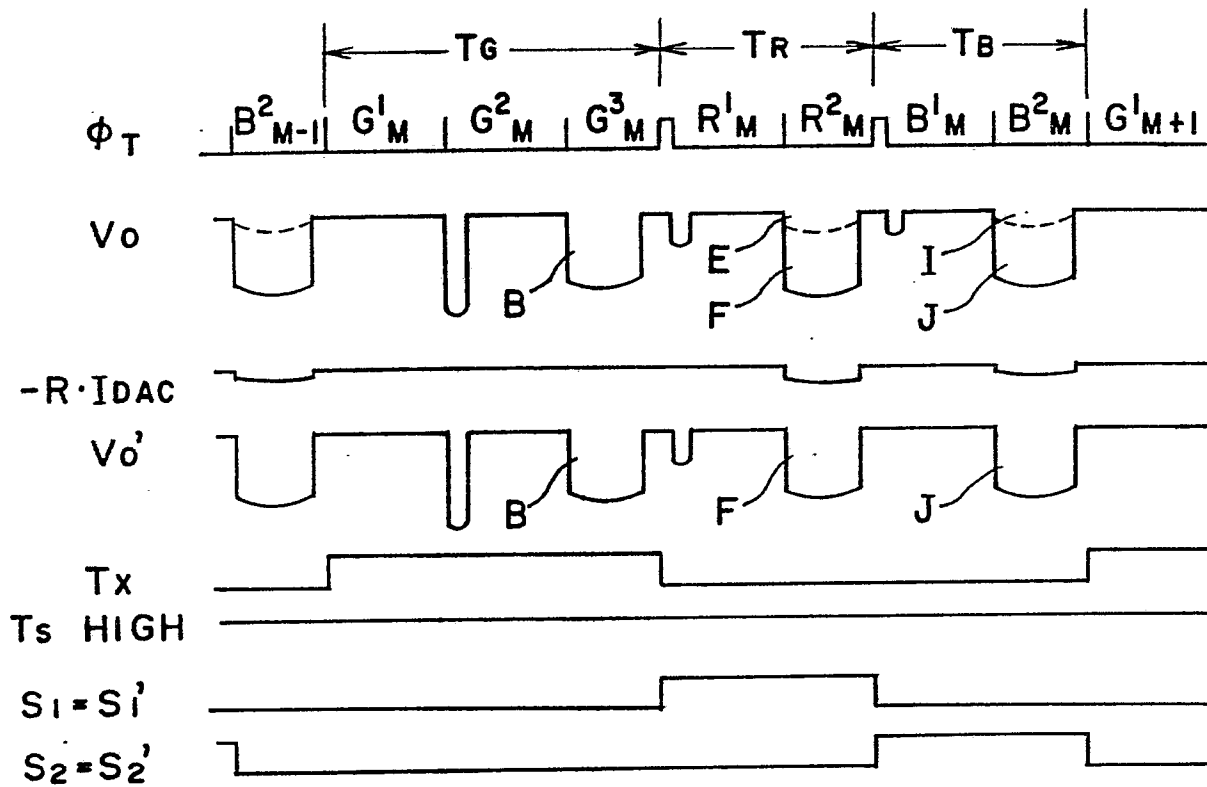 TG TR TB
ϕT B²M-1 G¹M G²M G³M R¹M R²M B¹M B²M G¹M+1
Vo B E F I J
-R·IDAC
Vo' B F J
Tx
Ts HIGH
S1=S1'
S2=S2'